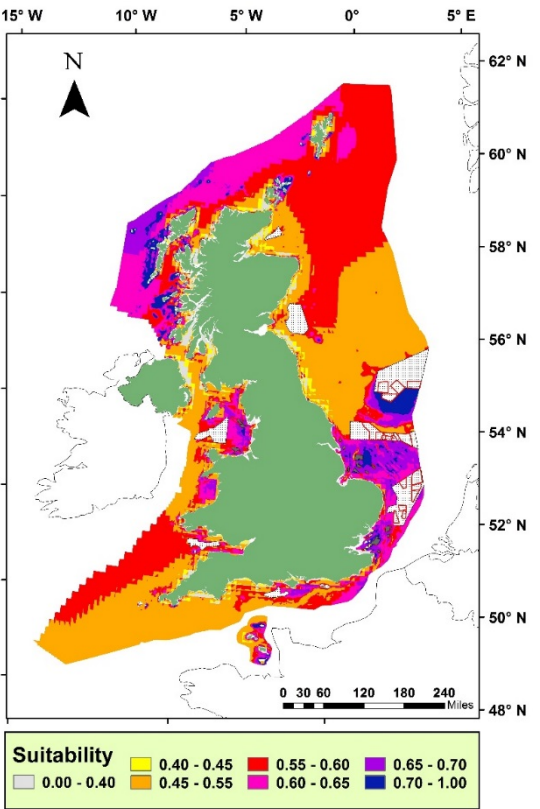 15° W 10° W 5° W 0° 5° E
N
62° N
60° N
58° N
56° N
54° N
52° N
50° N
48° N
0 30 60 120 180 240
Miles
Suitability
0.00 - 0.40
0.40 - 0.45
0.45 - 0.55
0.55 - 0.60
0.60 - 0.65
0.65 - 0.70
0.70 - 1.00